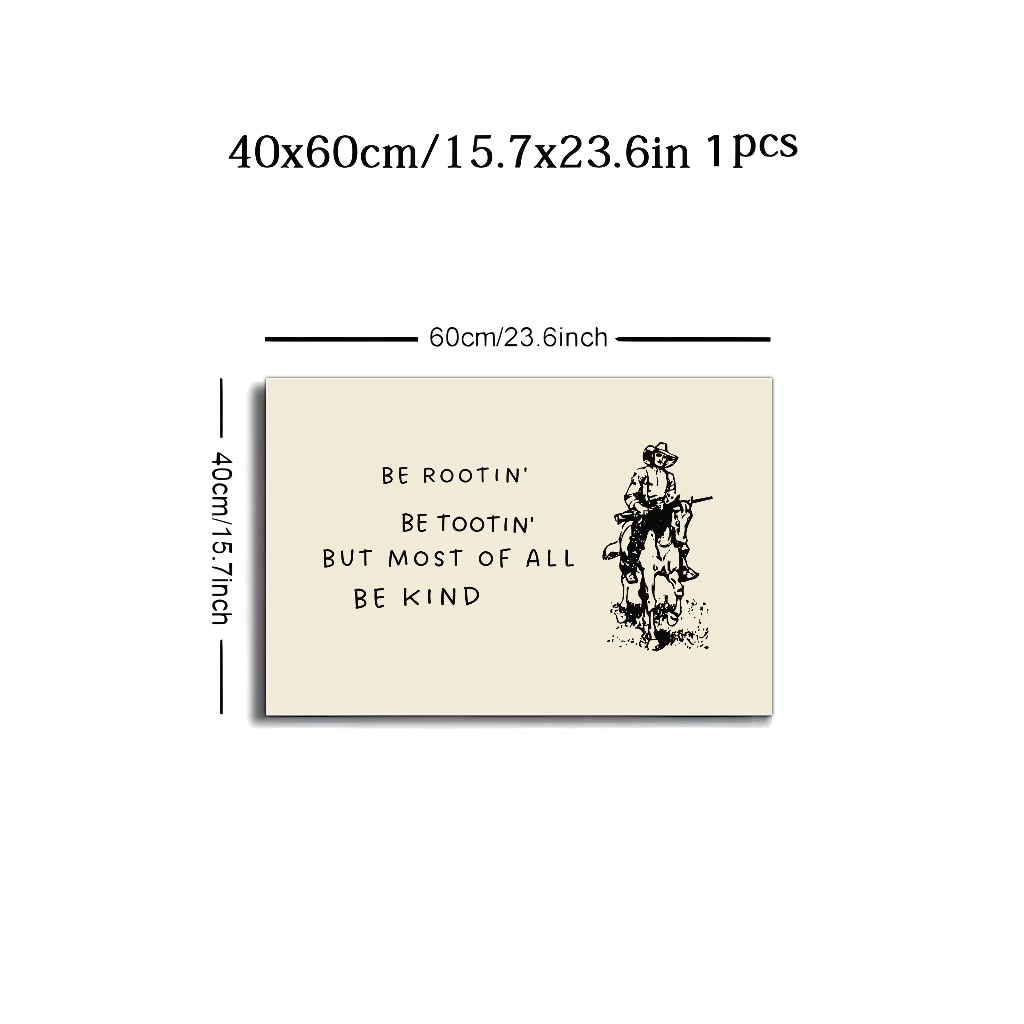 40x60cm/15.7x23.6in 1pcs
60cm/23.6inch
40cm/15.7inch
BE ROOTIN'
BE TOOTIN'
BUT MOST OF ALL
BE KIND